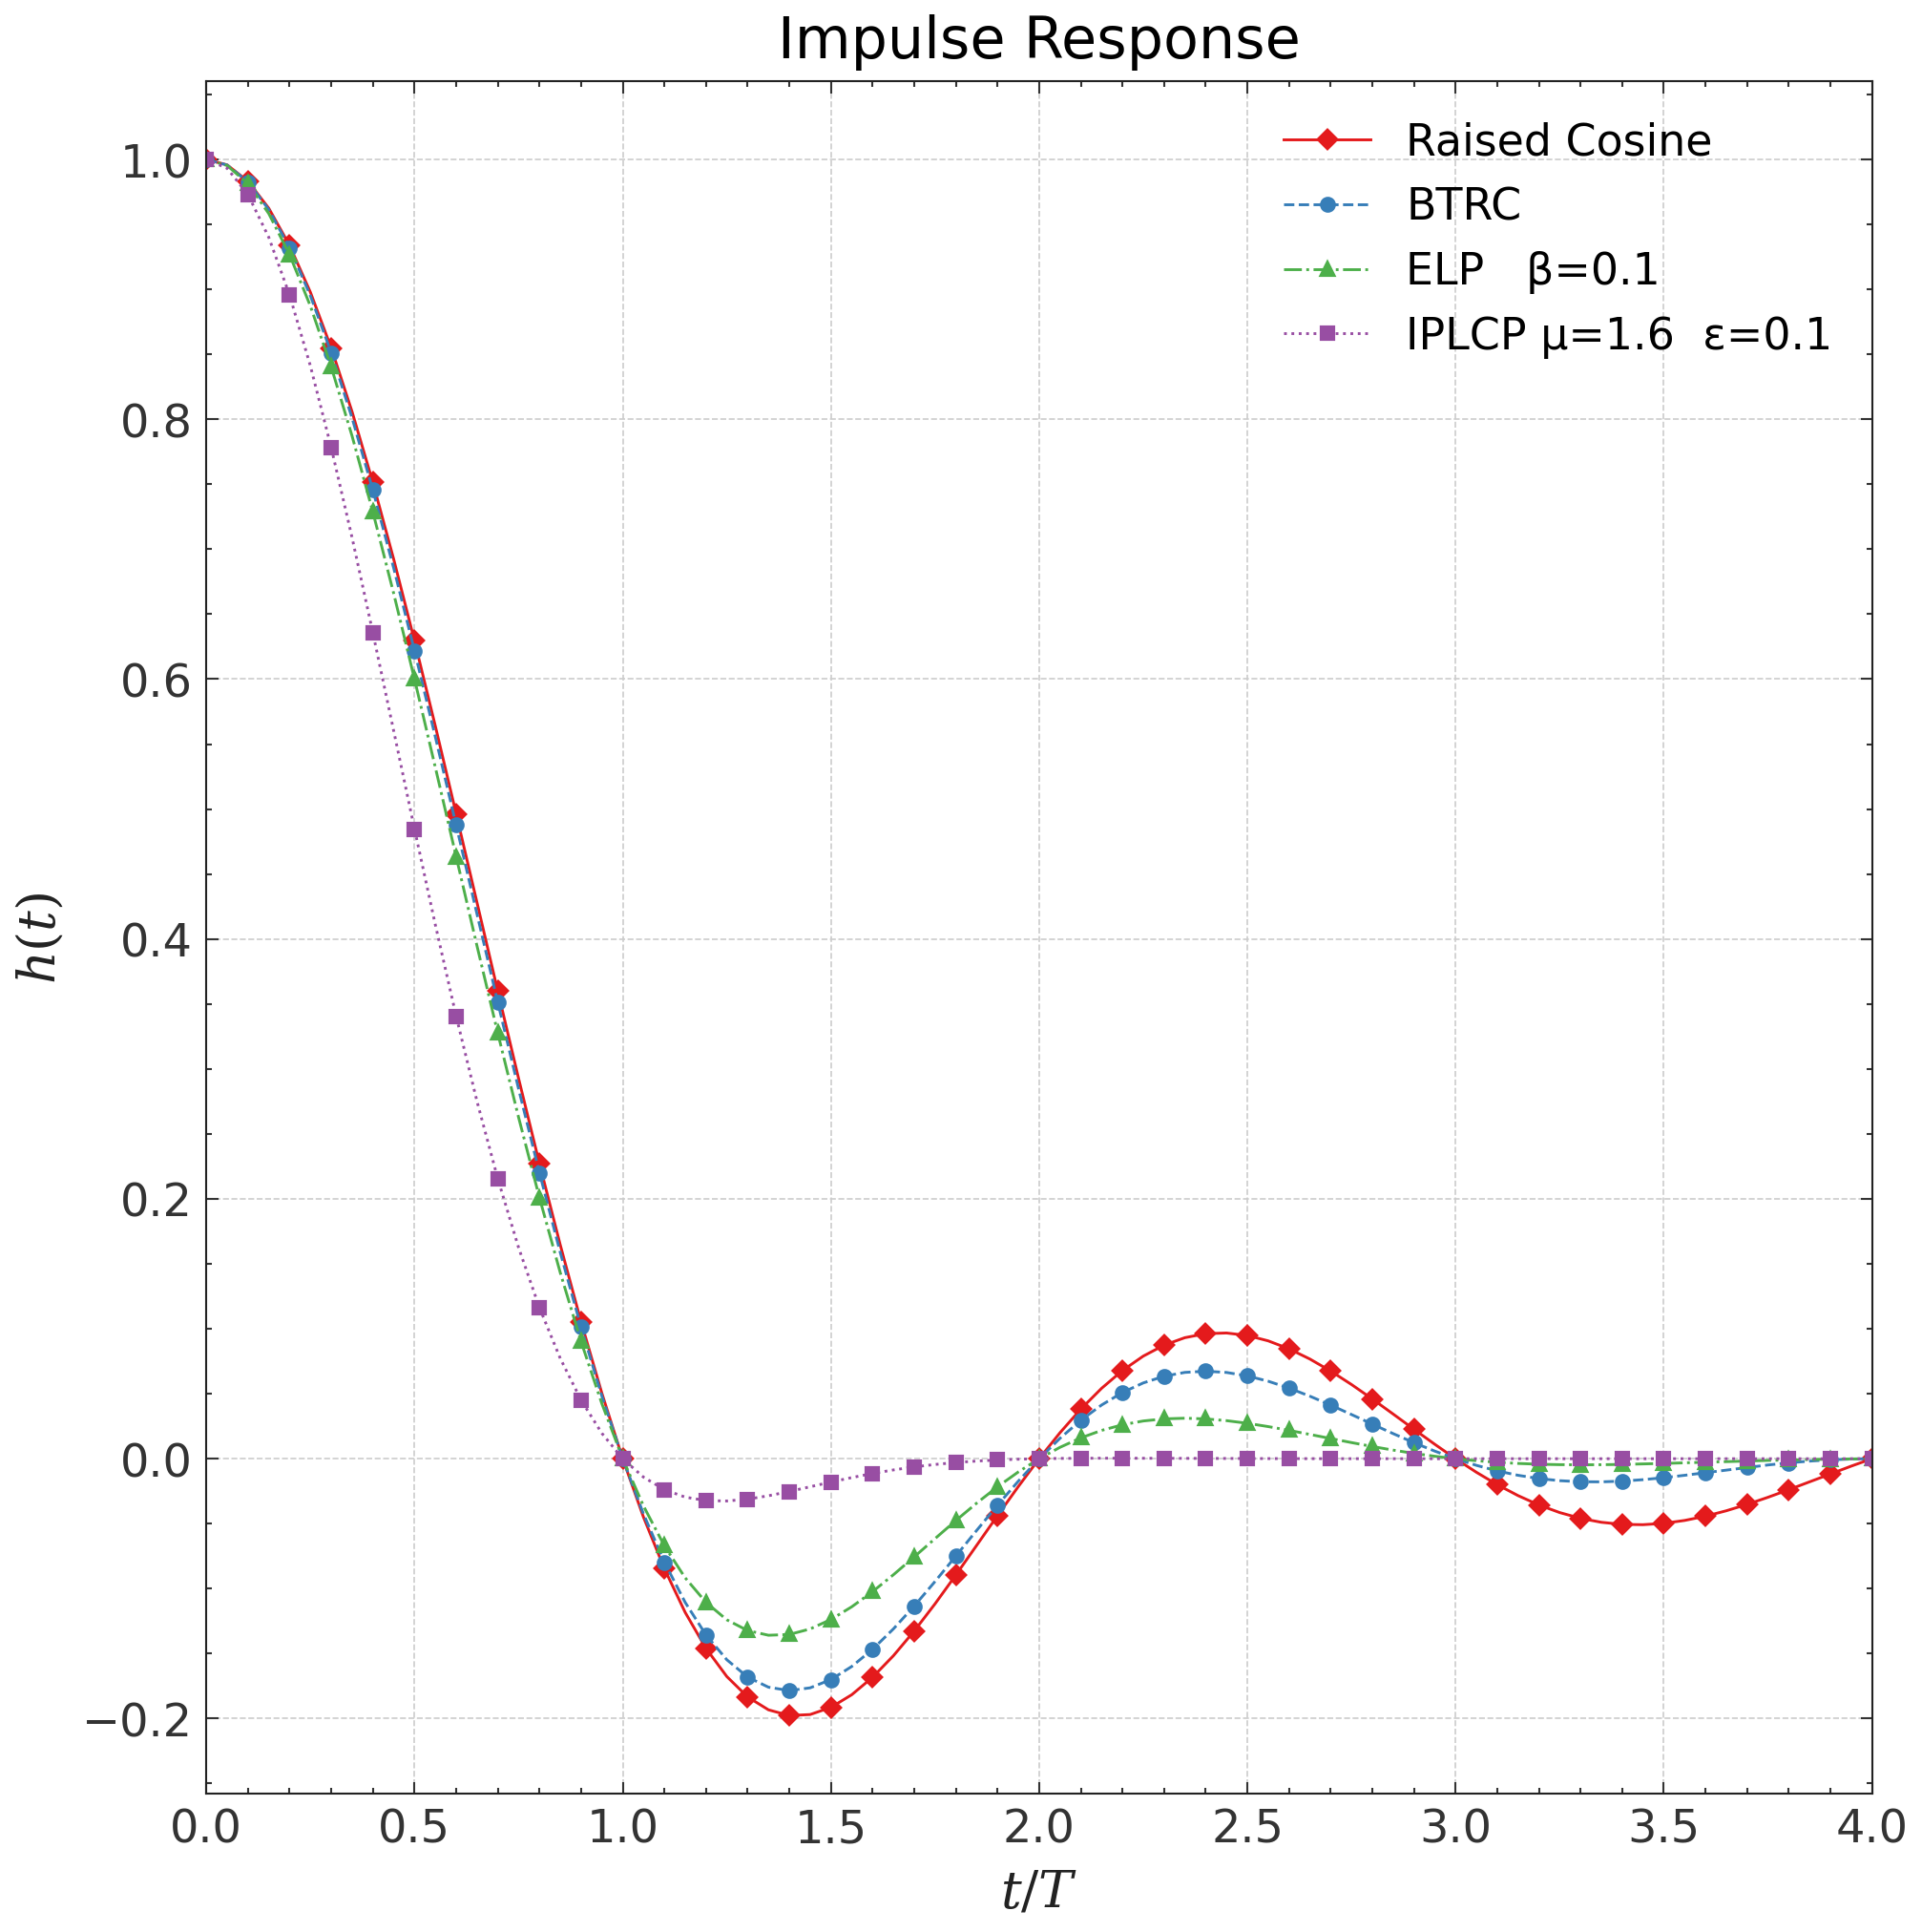 Impulse Response
Raised Cosine
BTRC
ELP   β=0.1
IPLCP μ=1.6  ε=0.1
1.0
0.8
0.6
0.4
0.2
0.0
−0.2
h(t)
0.0 0.5 1.0 1.5 2.0 2.5 3.0 3.5 4.0
t/T